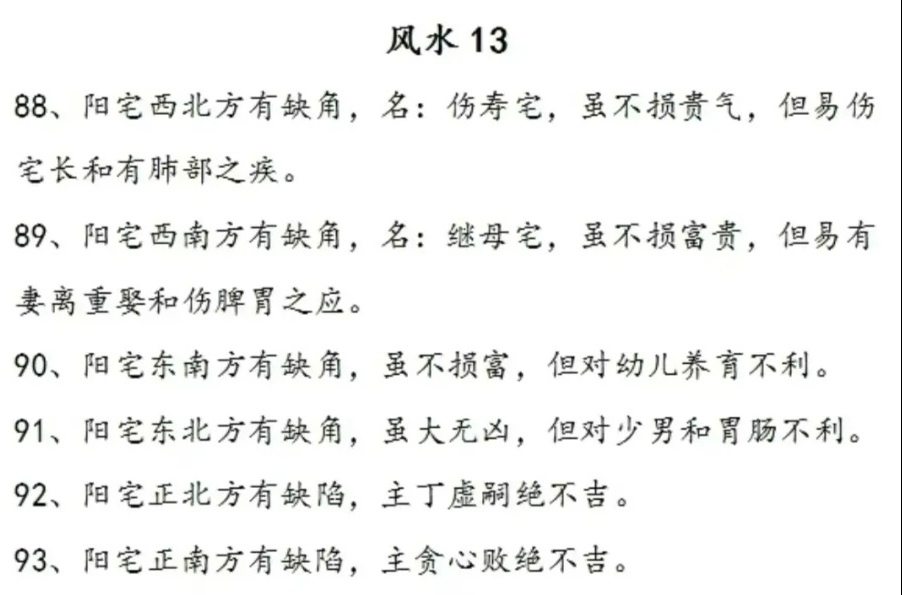 风水 13
88、阳宅西北方有缺角，名：伤寿宅，虽不损贵气，但易伤
宅长和有肺部之疾。
89、阳宅西南方有缺角，名：继母宅，虽不损富贵，但易有
妻离重娶和伤脾胃之应。
90、阳宅东南方有缺角，虽不损富，但对幼儿养育不利。
91、阳宅东北方有缺角，虽大无凶，但对少男和胃肠不利。
92、阳宅正北方有缺陷，主丁虚嗣绝不吉。
93、阳宅正南方有缺陷，主贪心败绝不吉。